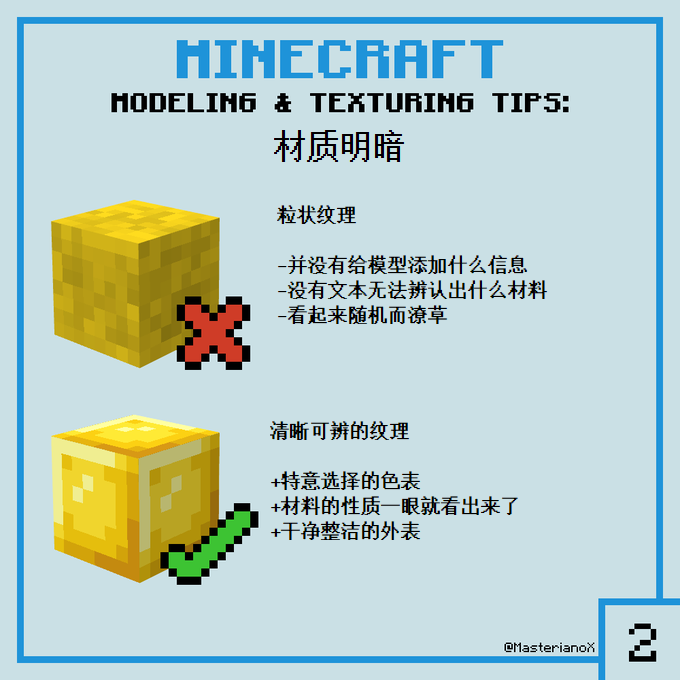 MINECRAFT
MODELING & TEXTURING TIPS:
材质明暗
粒状纹理
-并没有给模型添加什么信息
-没有文本无法辨认出什么材料
-看起来随机而潦草
清晰可辨的纹理
+特意选择的色表
+材料的性质一眼就看出来了
+干净整洁的外表
@MasterianoX
2